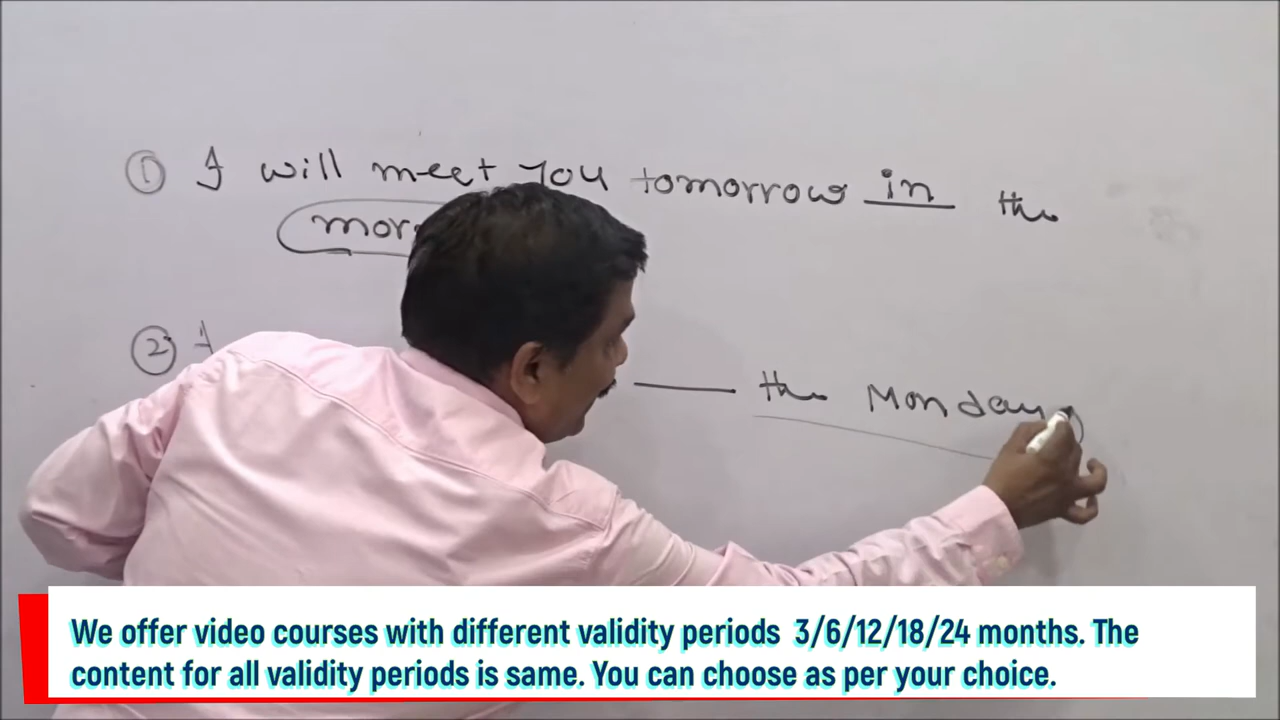 ① I will meet you tomorrow in the
mor
② I ___ the Monday
We offer video courses with different validity periods 3/6/12/18/24 months. The
content for all validity periods is same. You can choose as per your choice.